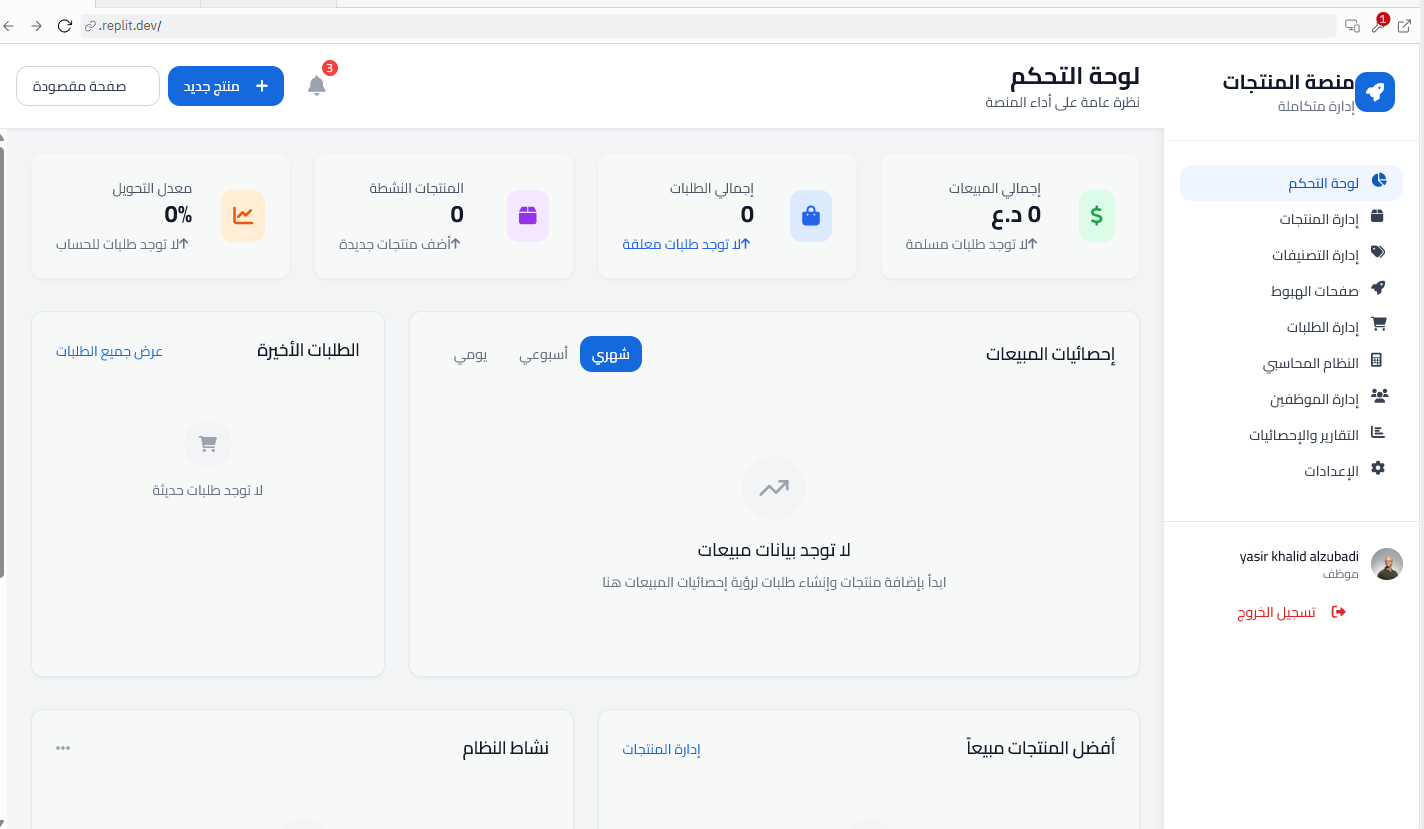 .replit.dev/
1
منصة المنتجات
إدارة متكاملة
لوحة التحكم
نظرة عامة على أداء المنصة
3
منتج جديد
صفحة مقصودة
لوحة التحكم
إدارة المنتجات
إدارة التصنيفات
صفحات الهبوط
إدارة الطلبات
النظام المحاسبي
إدارة الموظفين
التقارير والإحصائيات
الإعدادات
yasir khalid alzubadi
موظف
تسجيل الخروج
إجمالي المبيعات
0 د.ع
لا توجد طلبات مسلمة
إجمالي الطلبات
0
لا توجد طلبات معلقة
المنتجات النشطة
0
أضف منتجات جديدة
معدل التحويل
0%
لا توجد طلبات للحساب
إحصائيات المبيعات
شهري أسبوعي يومي
لا توجد بيانات مبيعات
ابدأ بإضافة منتجات وإنشاء طلبات لرؤية إحصائيات المبيعات هنا
الطلبات الأخيرة
عرض جميع الطلبات
لا توجد طلبات حديثة
أفضل المنتجات مبيعاً
إدارة المنتجات
نشاط النظام